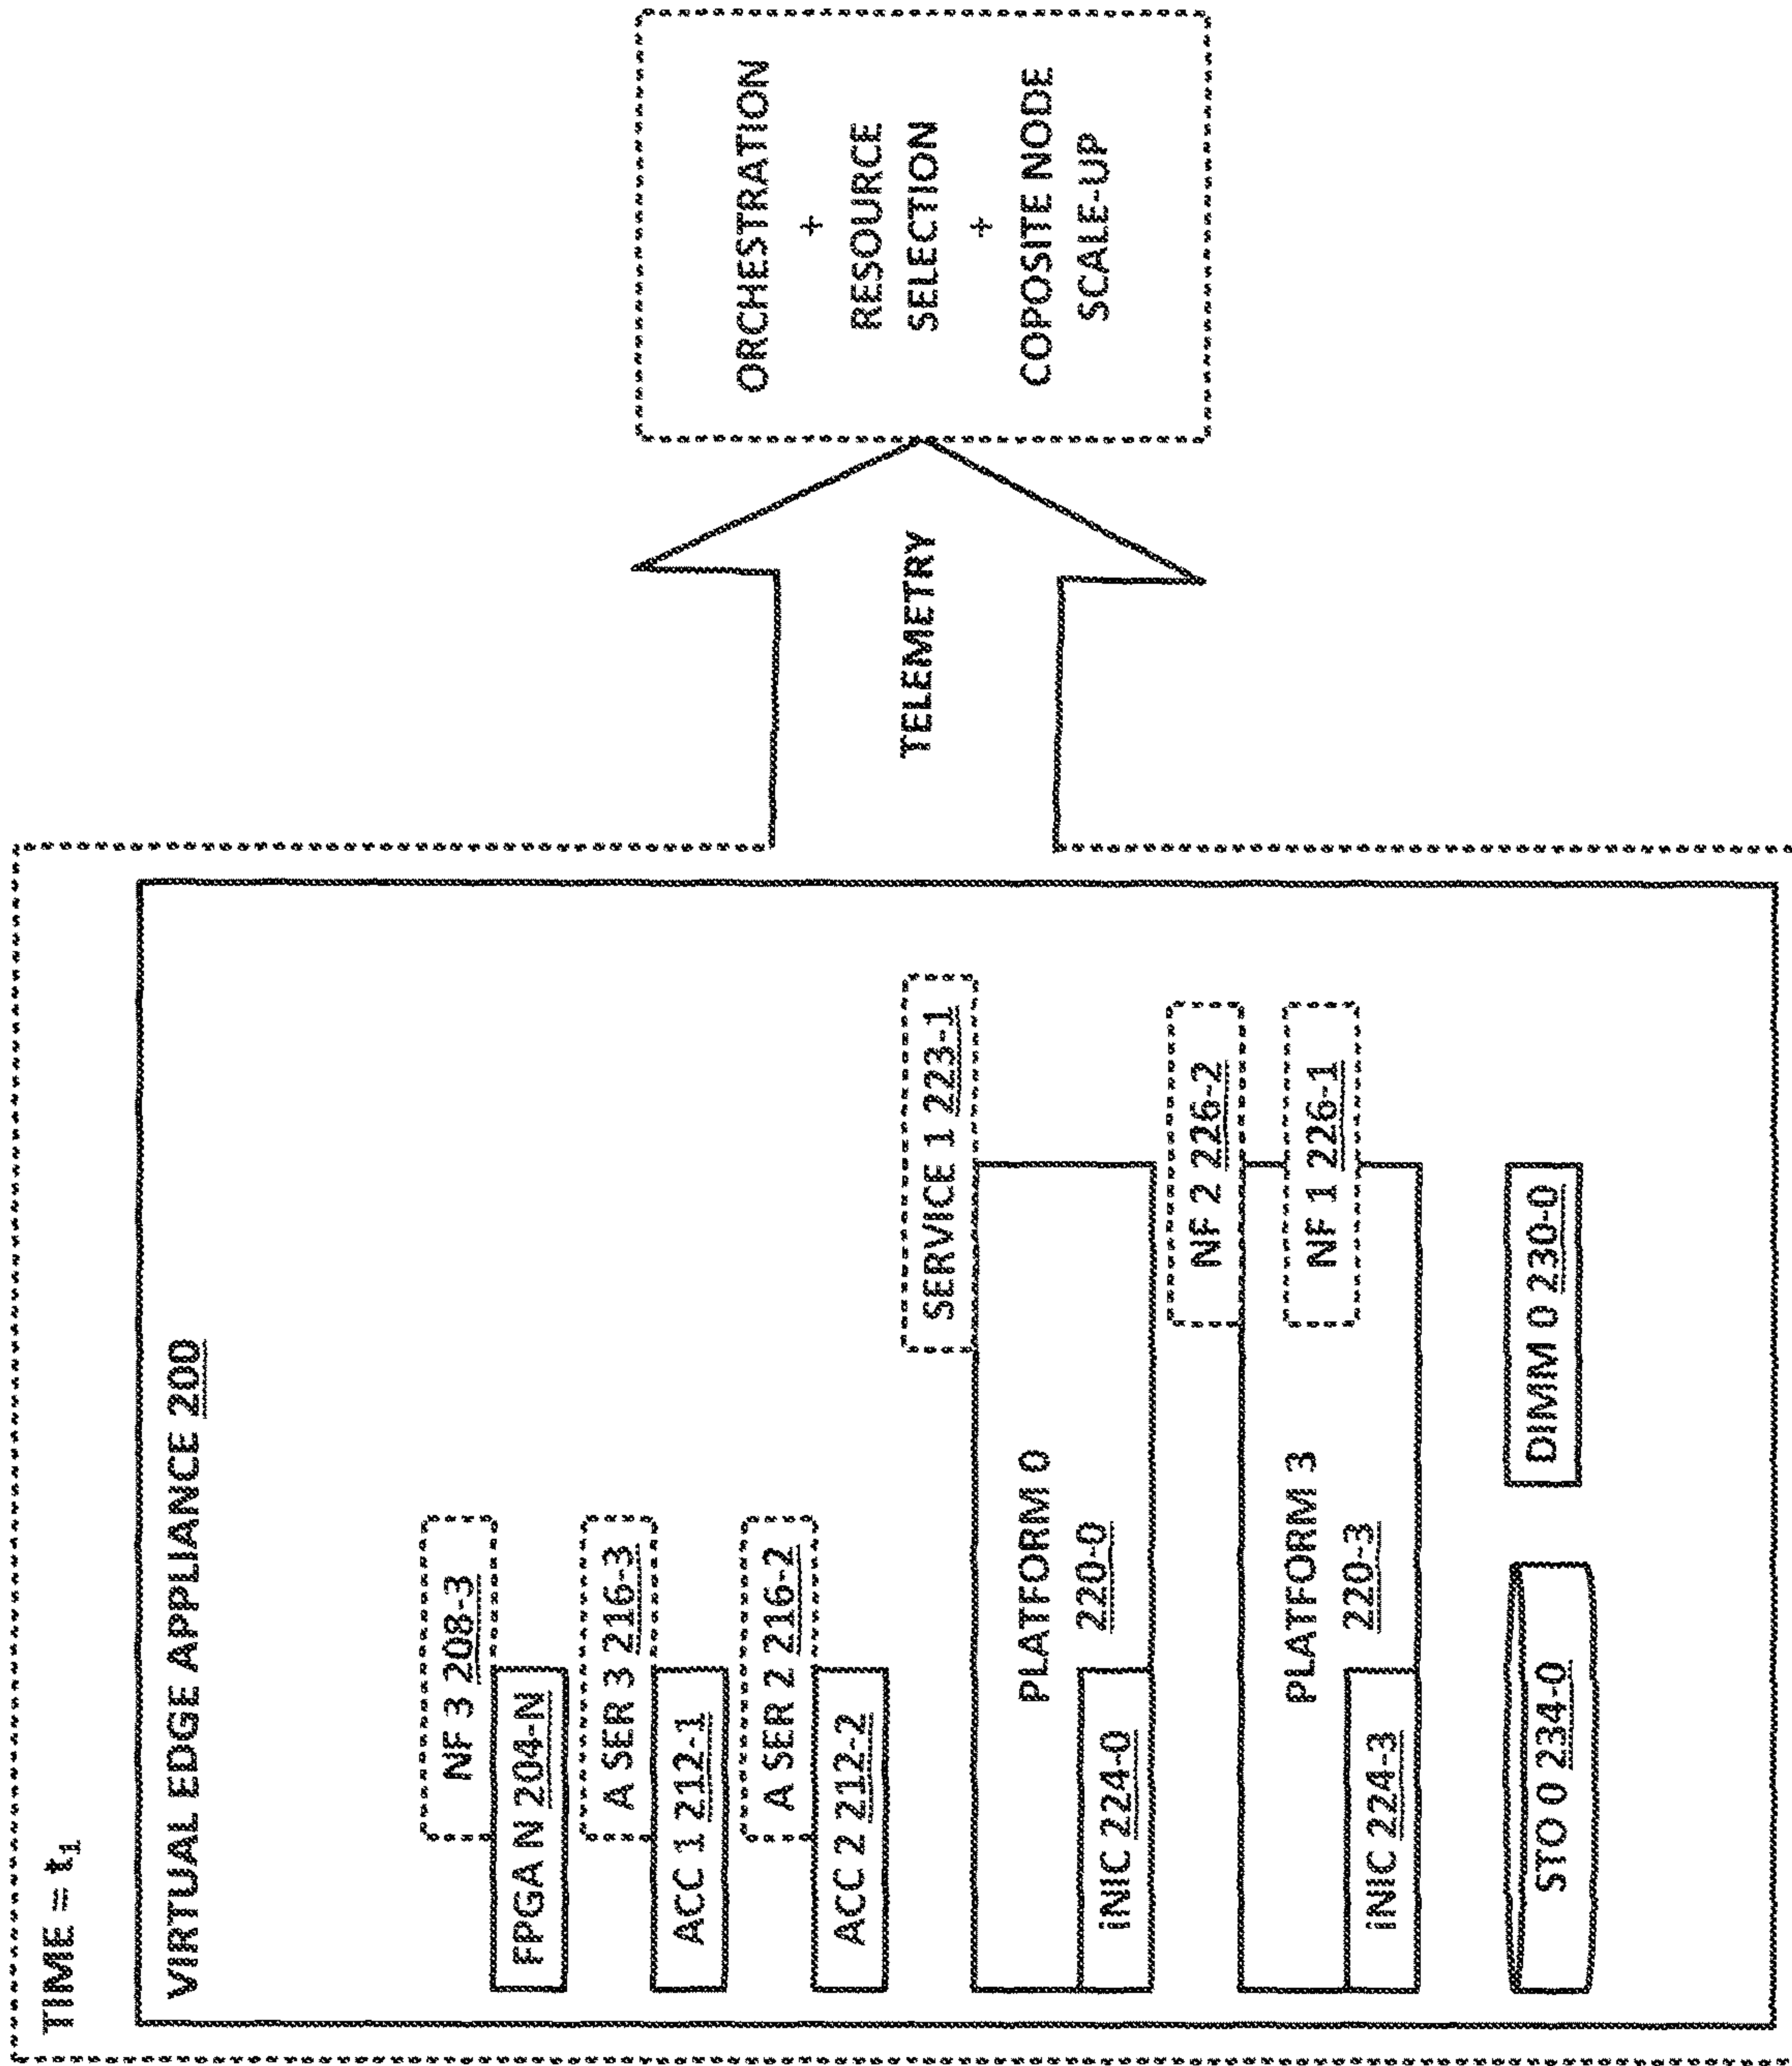 TIME = t1
VIRTUAL EDGE APPLIANCE 200
NF 3 208-3
FPGA N 204-N
A SER 3 216-3
ACC 1 212-1
A SER 2 216-2
ACC 2 212-2
SERVICE 1 223-1
PLATFORM 0
220-0
iNIC 224-0
NF 2 226-2
PLATFORM 3
220-3
NF 1 226-1
iNIC 224-3
STO 0 234-0
DIMM 0 230-0
TELEMETRY
ORCHESTRATION
+
RESOURCE
SELECTION
+
COPOSITE NODE
SCALE-UP